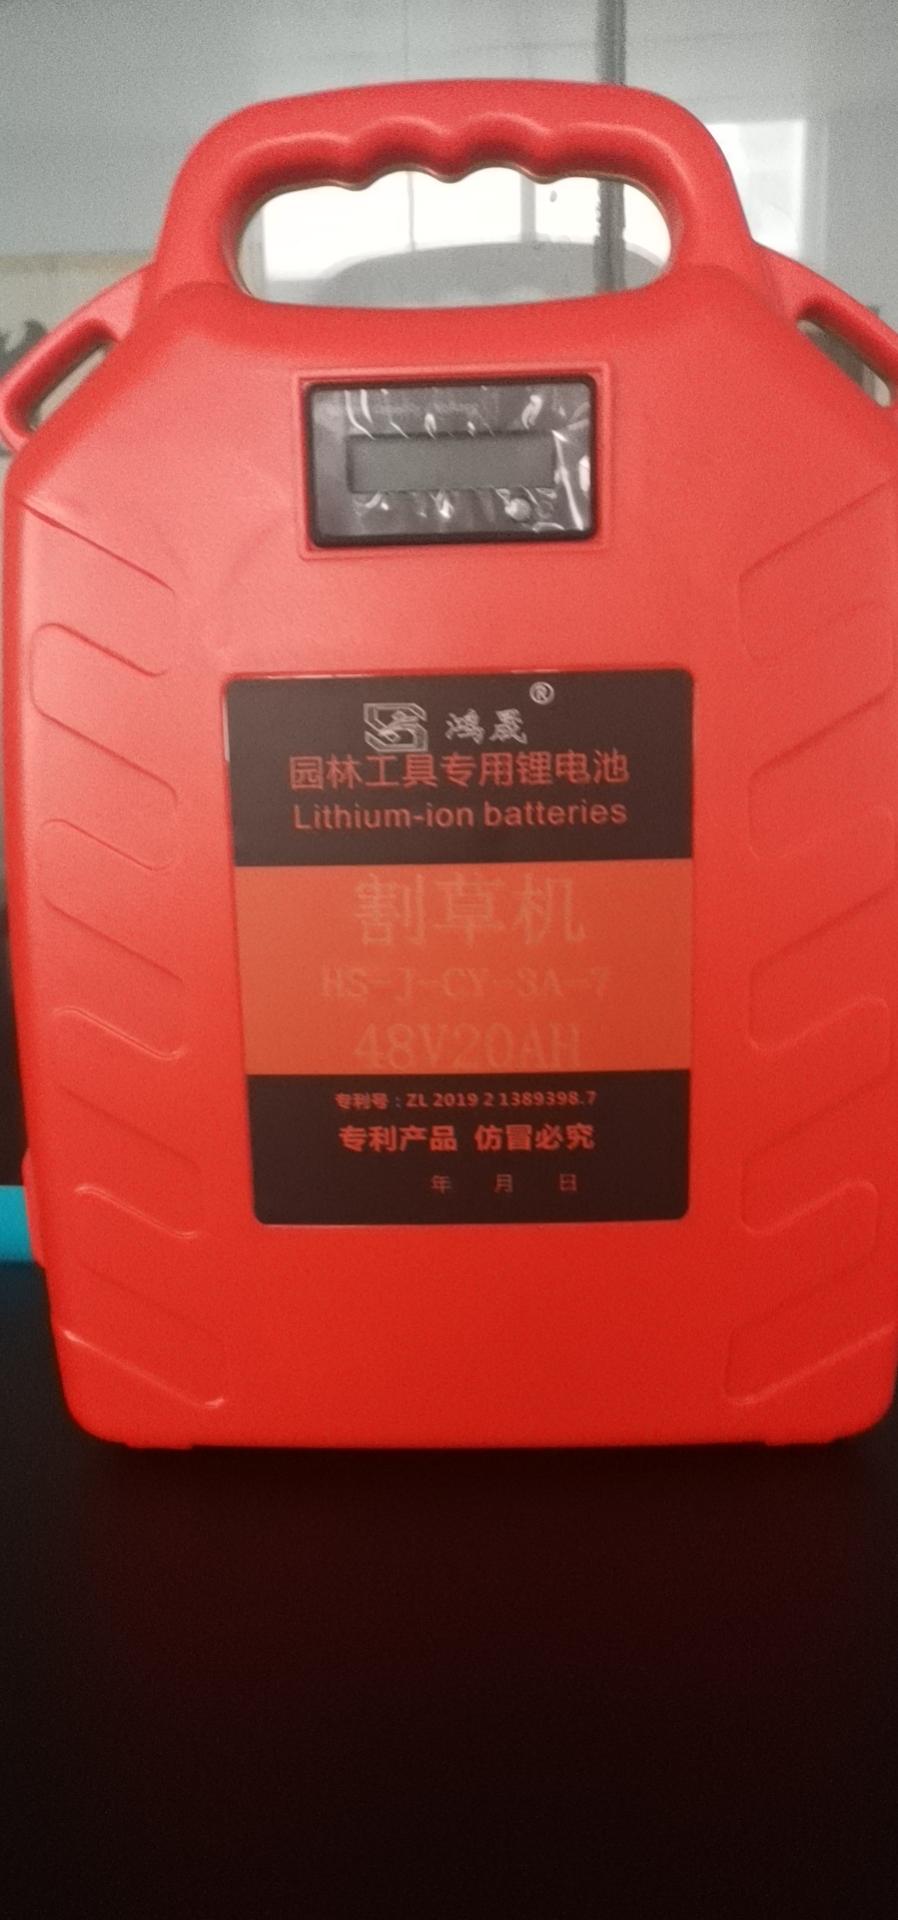 鸿晟®
园林工具专用锂电池
Lithium-ion batteries
割草机
HS-J-CY-3A-7
48V20AH
专利号：ZL 2019 2 1389398.7
专利产品 仿冒必究
年 月 日